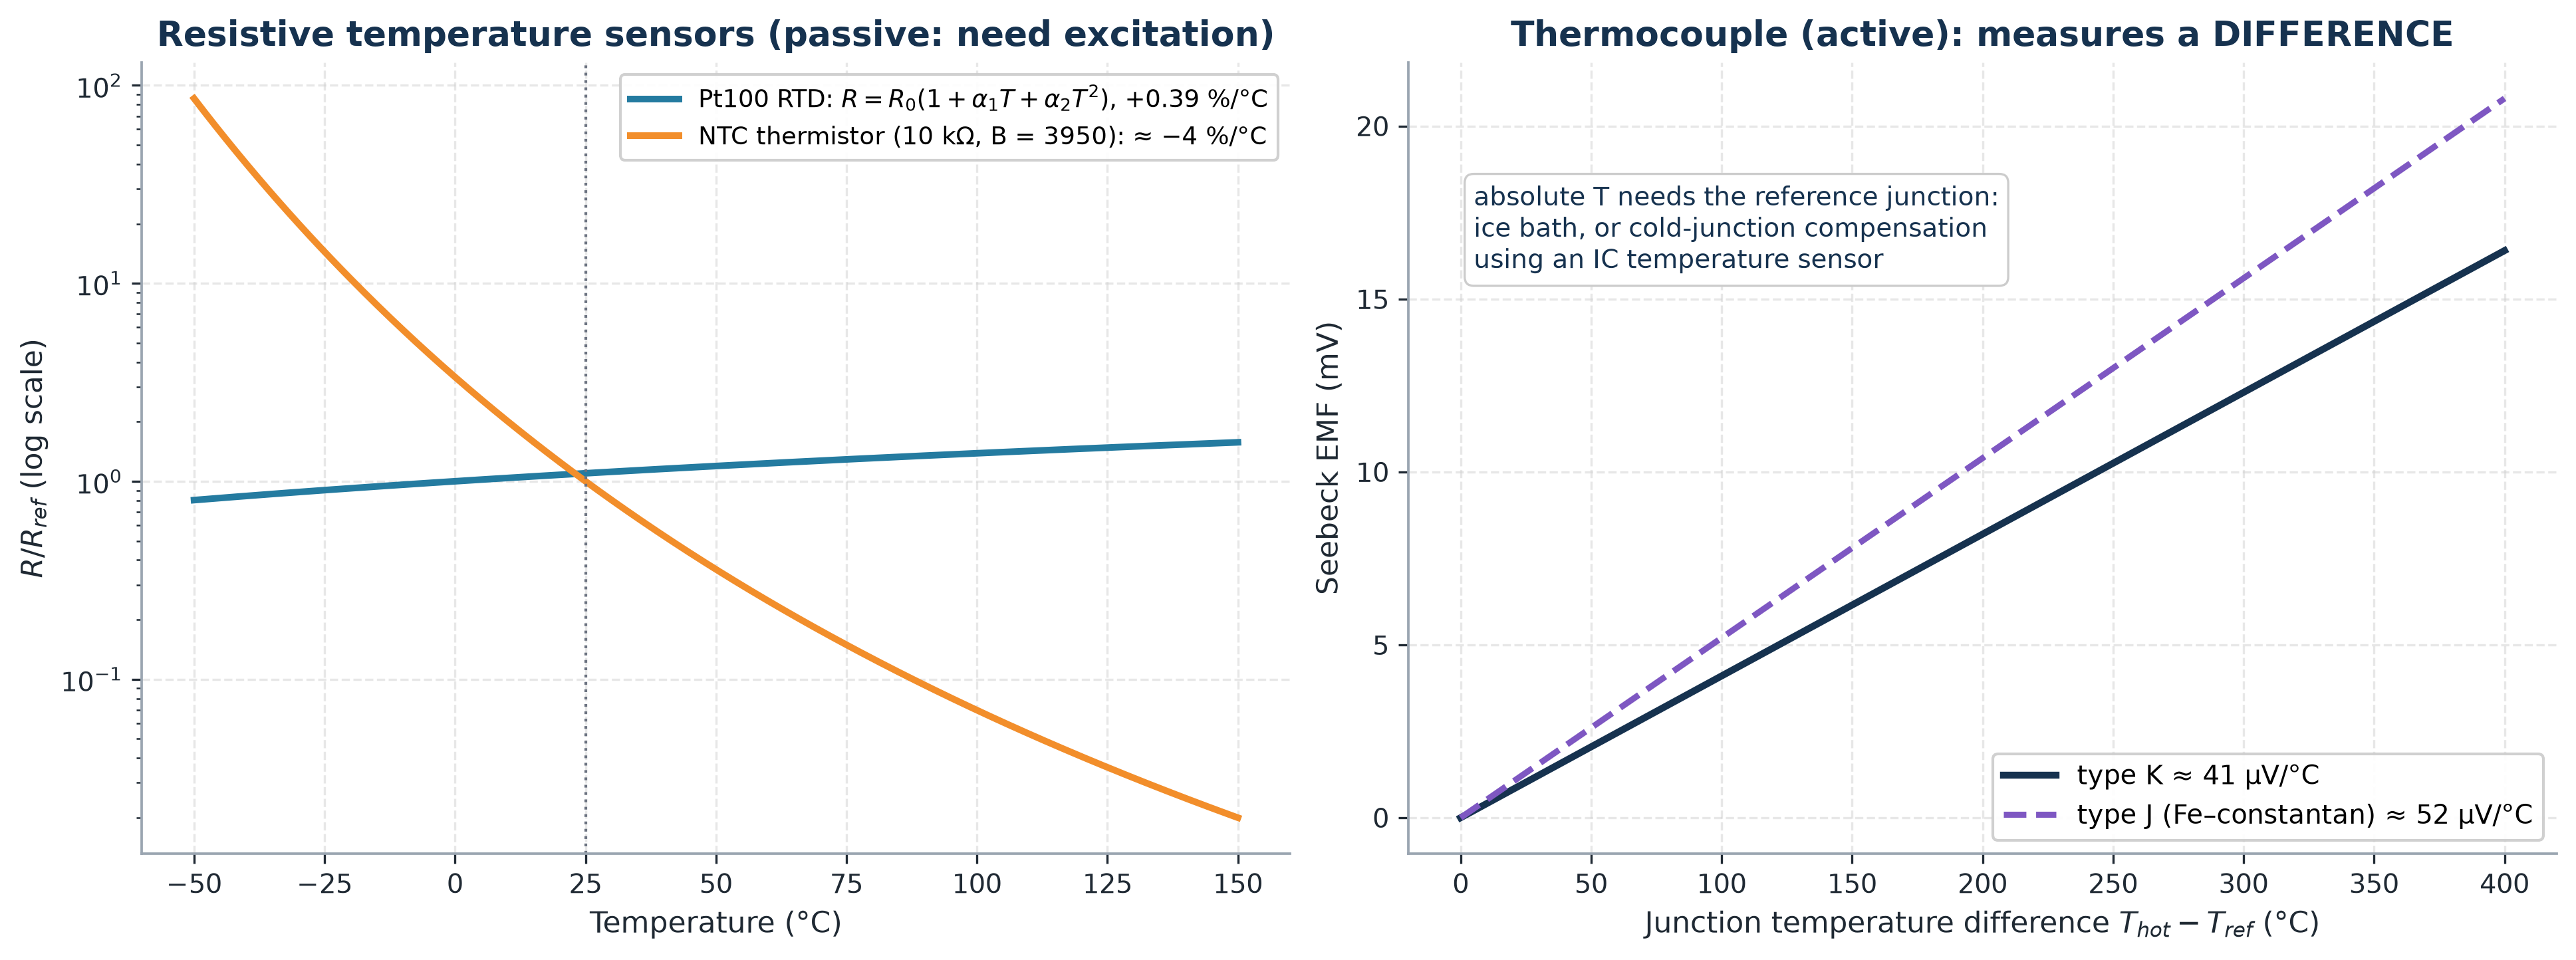 Resistive temperature sensors (passive: need excitation)
R/R_ref (log scale)
10²
10¹
10⁰
10⁻¹
Pt100 RTD: R = R₀(1 + α₁T + α₂T²), +0.39 %/°C
NTC thermistor (10 kΩ, B = 3950): ≈ −4 %/°C
−50 −25 0 25 50 75 100 125 150
Temperature (°C)
Thermocouple (active): measures a DIFFERENCE
Seebeck EMF (mV)
20
15
10
5
0
absolute T needs the reference junction:
ice bath, or cold-junction compensation
using an IC temperature sensor
type K ≈ 41 µV/°C
type J (Fe–constantan) ≈ 52 µV/°C
0 50 100 150 200 250 300 350 400
Junction temperature difference T_hot − T_ref (°C)